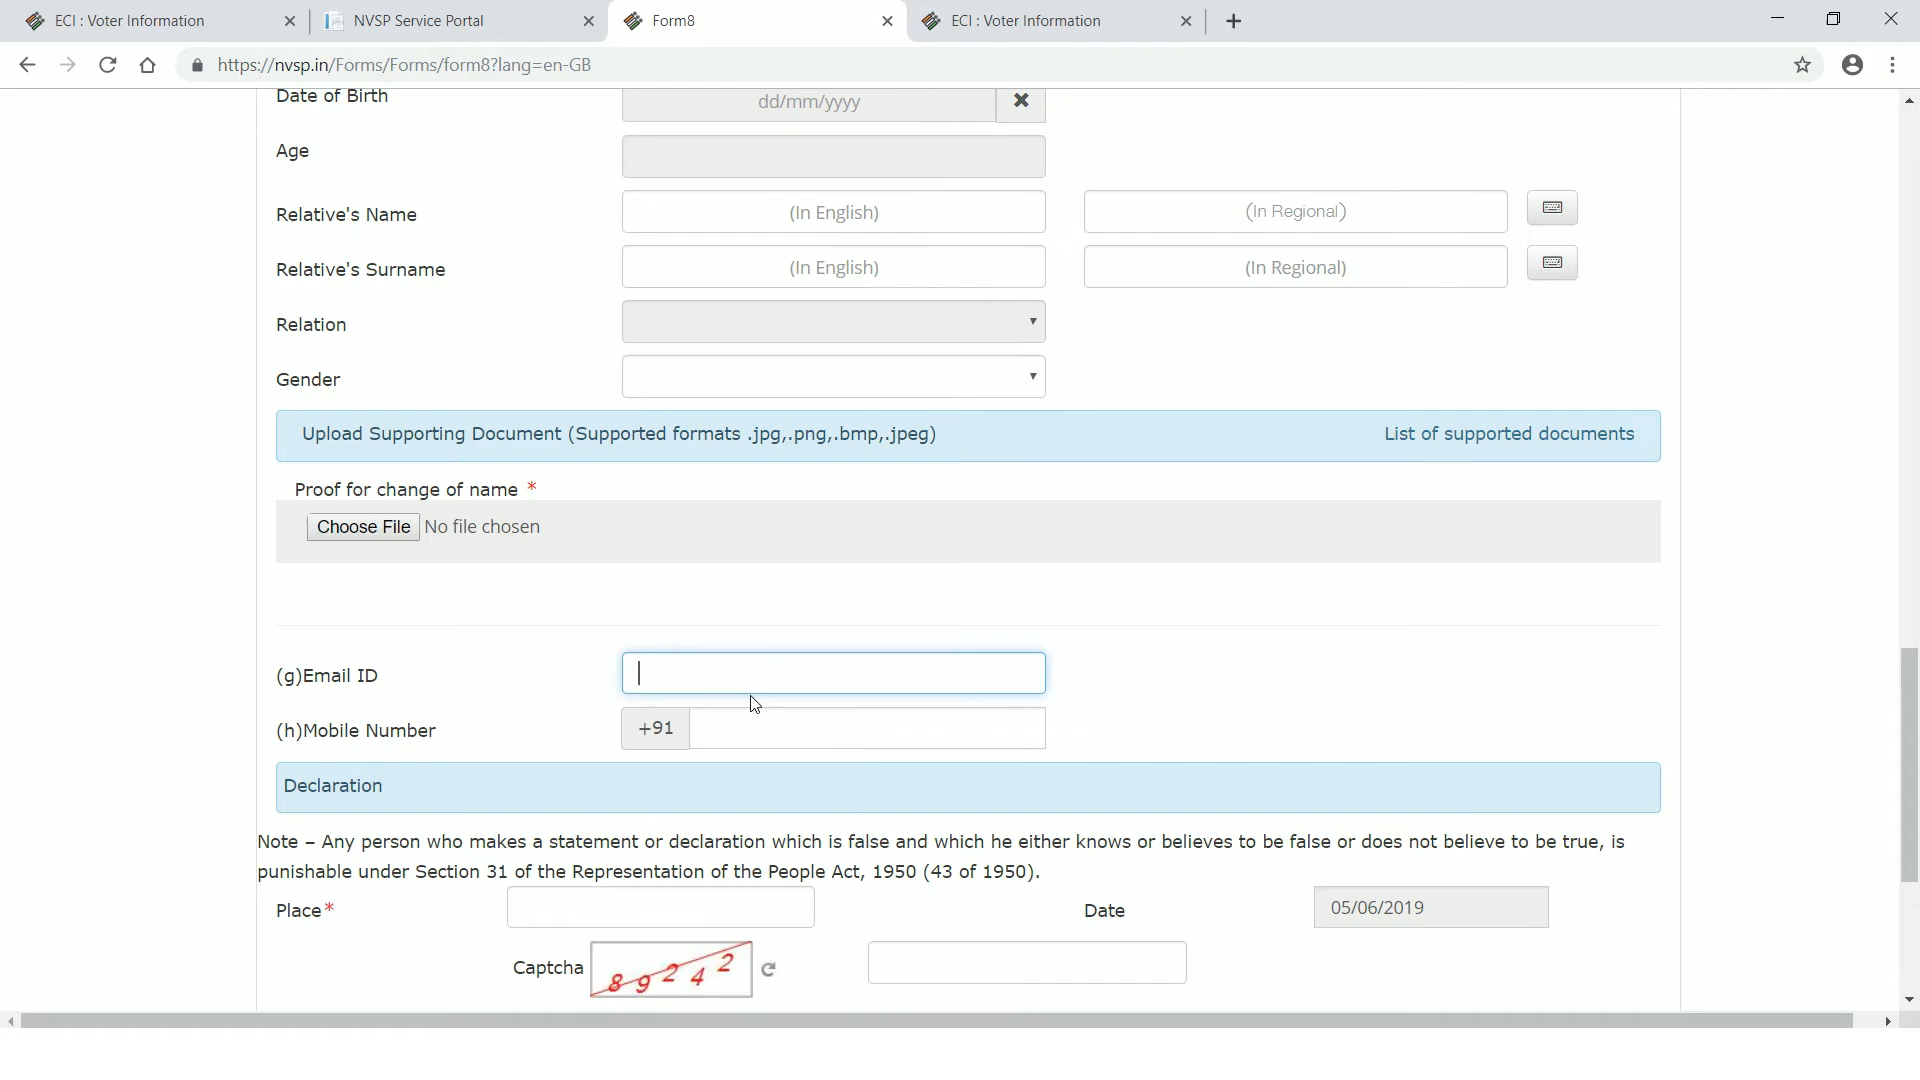 ECI : Voter Information
NVSP Service Portal
Form8
ECI : Voter Information
https://nvsp.in/Forms/Forms/form8?lang=en-GB
Date of Birth
dd/mm/yyyy
Age
Relative's Name
(In English)
(In Regional)
Relative's Surname
(In English)
(In Regional)
Relation
Gender
Upload Supporting Document (Supported formats .jpg,.png,.bmp,.jpeg)
List of supported documents
Proof for change of name *
Choose File No file chosen
(g)Email ID
(h)Mobile Number
+91
Declaration
Note – Any person who makes a statement or declaration which is false and which he either knows or believes to be false or does not believe to be true, is
punishable under Section 31 of the Representation of the People Act, 1950 (43 of 1950).
Place*
Date
05/06/2019
Captcha
89242